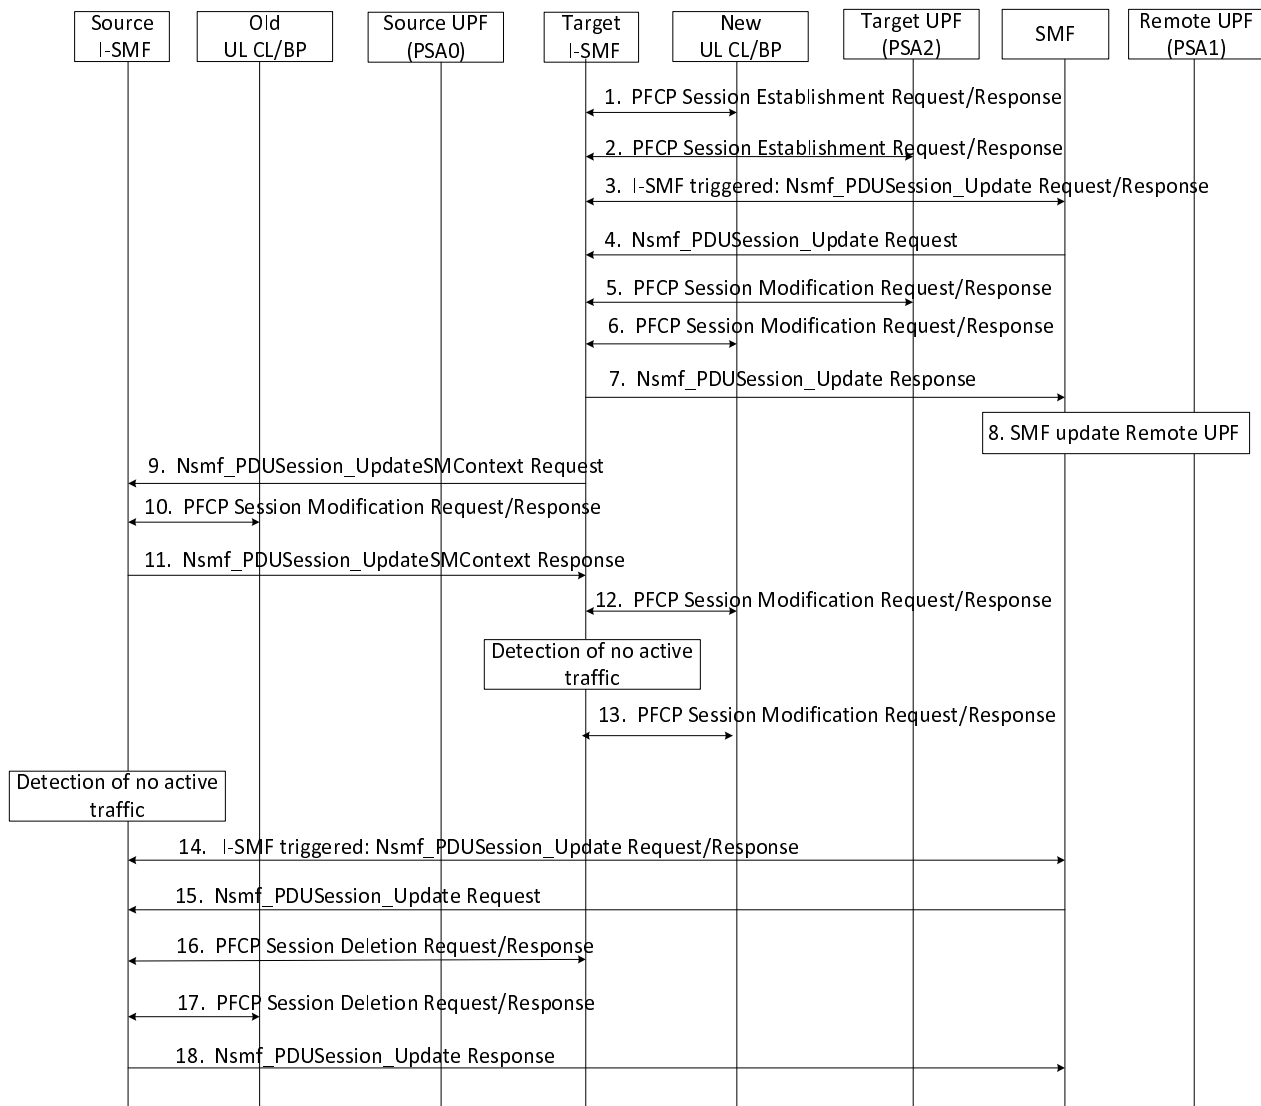 Source
I-SMF
Old
UL CL/BP
Source UPF
(PSA0)
Target
I-SMF
New
UL CL/BP
Target UPF
(PSA2)
SMF
Remote UPF
(PSA1)
1. PFCP Session Establishment Request/Response
2. PFCP Session Establishment Request/Response
3. I-SMF triggered: Nsmf_PDUSession_Update Request/Response
4. Nsmf_PDUSession_Update Request
5. PFCP Session Modification Request/Response
6. PFCP Session Modification Request/Response
7. Nsmf_PDUSession_Update Response
8. SMF update Remote UPF
9. Nsmf_PDUSession_UpdateSMContext Request
10. PFCP Session Modification Request/Response
11. Nsmf_PDUSession_UpdateSMContext Response
12. PFCP Session Modification Request/Response
Detection of no active
traffic
13. PFCP Session Modification Request/Response
Detection of no active
traffic
14. I-SMF triggered: Nsmf_PDUSession_Update Request/Response
15. Nsmf_PDUSession_Update Request
16. PFCP Session Deletion Request/Response
17. PFCP Session Deletion Request/Response
18. Nsmf_PDUSession_Update Response